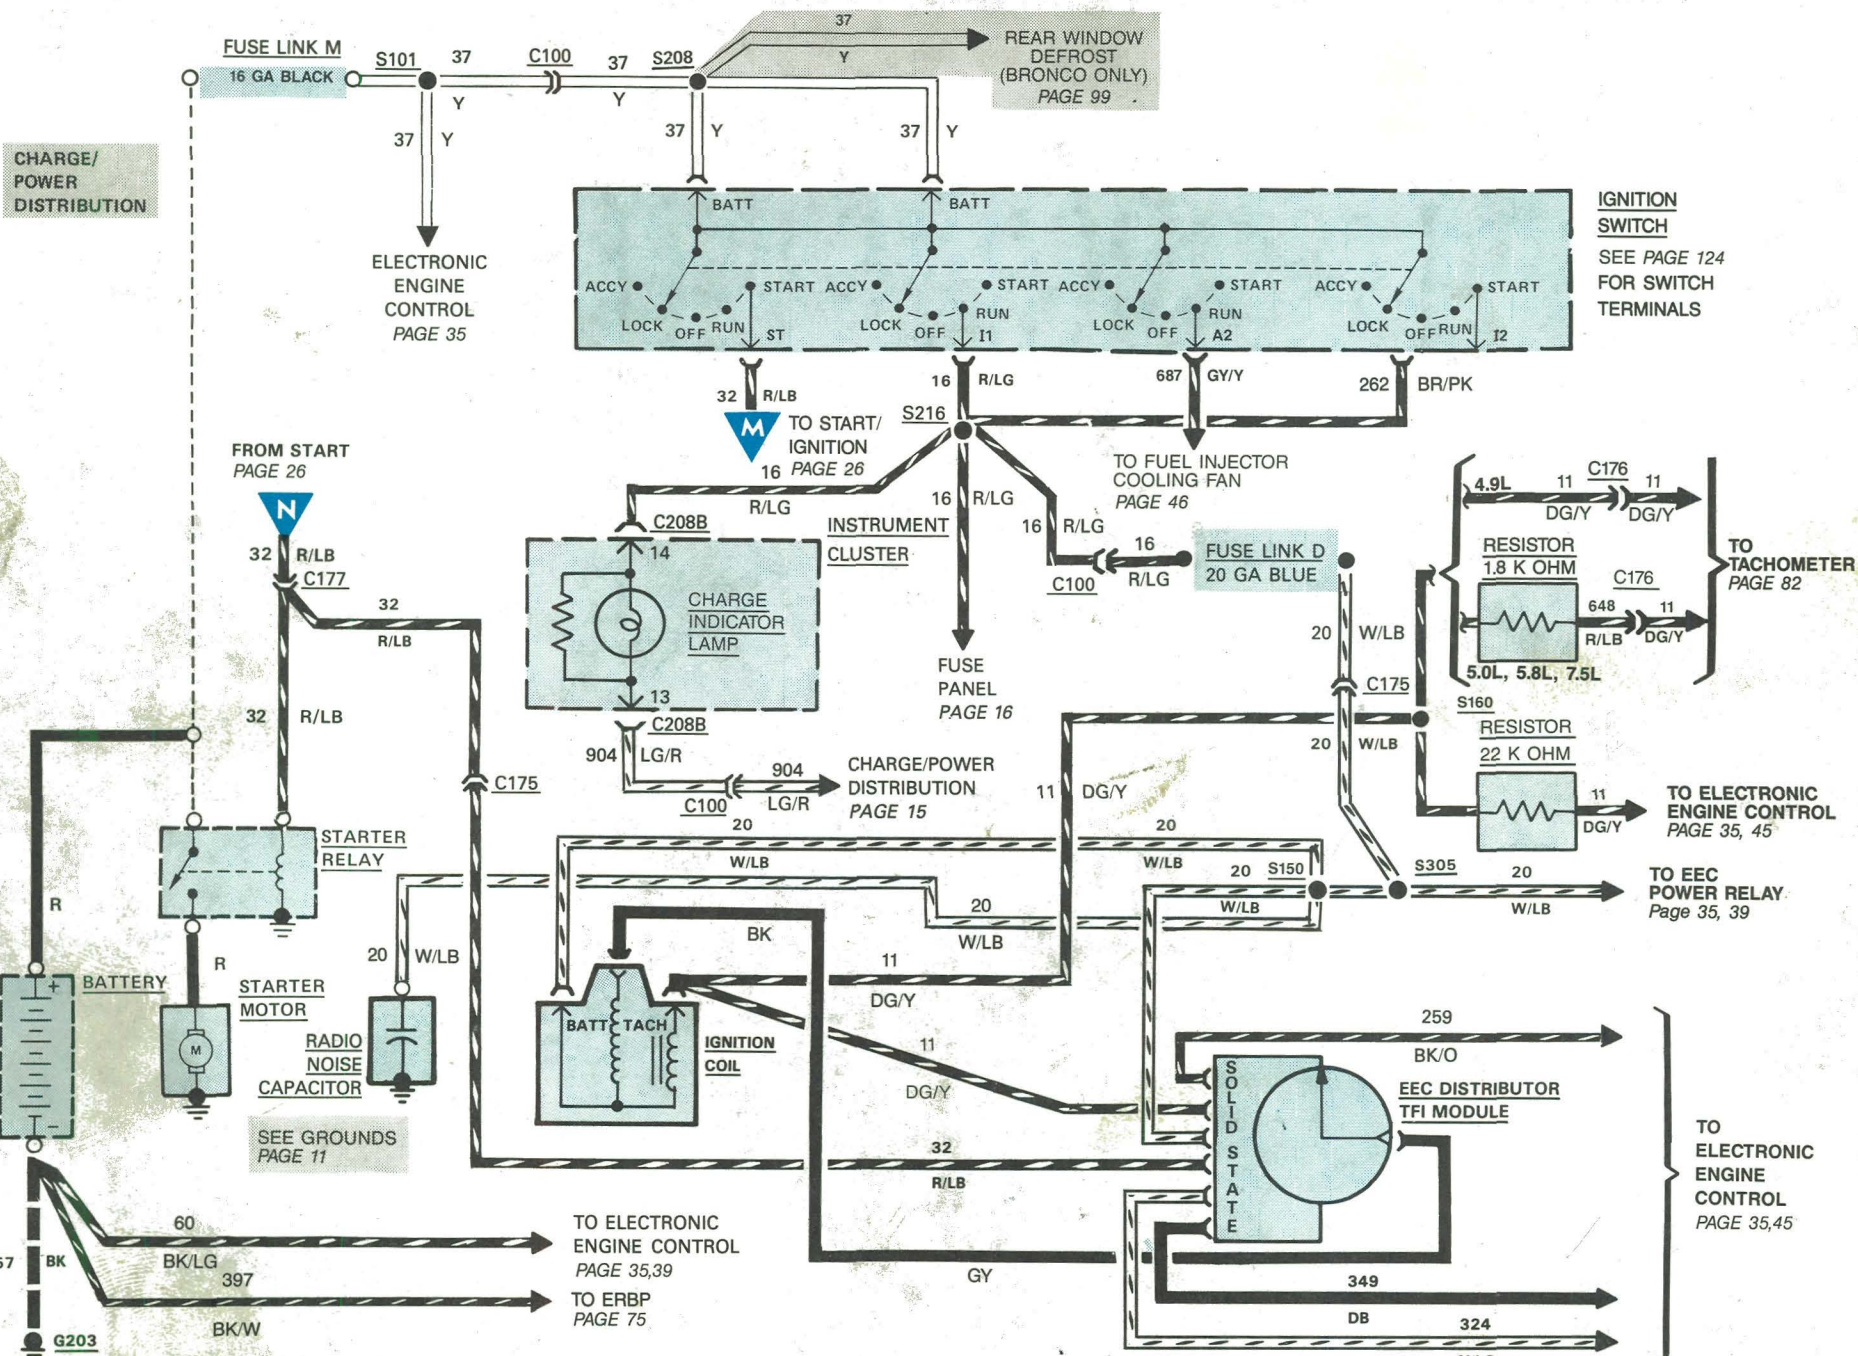 37
REAR WINDOW
DEFROST
(BRONCO ONLY)
PAGE 99
Y
FUSE LINK M
16 GA BLACK
S101
37
Y
C100
37
Y
S208
37
Y
37
Y
37
Y
CHARGE/
POWER
DISTRIBUTION
ELECTRONIC
ENGINE
CONTROL
PAGE 35
IGNITION
SWITCH
SEE PAGE 124
FOR SWITCH
TERMINALS
BATT
BATT
ACCY
LOCK
OFF
RUN
START
ST
ACCY
LOCK
OFF
RUN
START
I1
ACCY
LOCK
OFF
RUN
START
A2
ACCY
LOCK
OFF
RUN
START
I2
32
R/LB
M
TO START/
IGNITION
PAGE 26
16
R/LG
S216
687
GY/Y
TO FUEL INJECTOR
COOLING FAN
PAGE 46
262
BR/PK
FROM START
PAGE 26
N
32
R/LB
C177
32
R/LB
32
R/LB
16
R/LG
C208B
14
INSTRUMENT
CLUSTER
CHARGE
INDICATOR
LAMP
13
C208B
904
LG/R
C100
904
LG/R
CHARGE/POWER
DISTRIBUTION
PAGE 15
16
R/LG
FUSE
PANEL
PAGE 16
16
R/LG
C100
16
R/LG
FUSE LINK D
20 GA BLUE
20
W/LB
C175
20
W/LB
4.9L
11
DG/Y
C176
11
DG/Y
RESISTOR
1.8 K OHM
648
R/LB
C176
11
DG/Y
5.0L, 5.8L, 7.5L
TO
TACHOMETER
PAGE 82
S160
RESISTOR
22 K OHM
11
DG/Y
TO ELECTRONIC
ENGINE CONTROL
PAGE 35, 45
11
DG/Y
C175
STARTER
RELAY
20
W/LB
20
W/LB
20
W/LB
20
W/LB
S150
S305
20
W/LB
TO EEC
POWER RELAY
Page 35, 39
R
BATTERY
+
−
R
STARTER
MOTOR
M
20
W/LB
RADIO
NOISE
CAPACITOR
SEE GROUNDS
PAGE 11
BK
BATT
TACH
IGNITION
COIL
11
DG/Y
11
DG/Y
32
R/LB
GY
259
BK/O
SOLID STATE
EEC DISTRIBUTOR
TFI MODULE
TO
ELECTRONIC
ENGINE
CONTROL
PAGE 35,45
349
DB
324
57
BK
60
BK/LG
TO ELECTRONIC
ENGINE CONTROL
PAGE 35,39
397
BK/W
TO ERBP
PAGE 75
G203